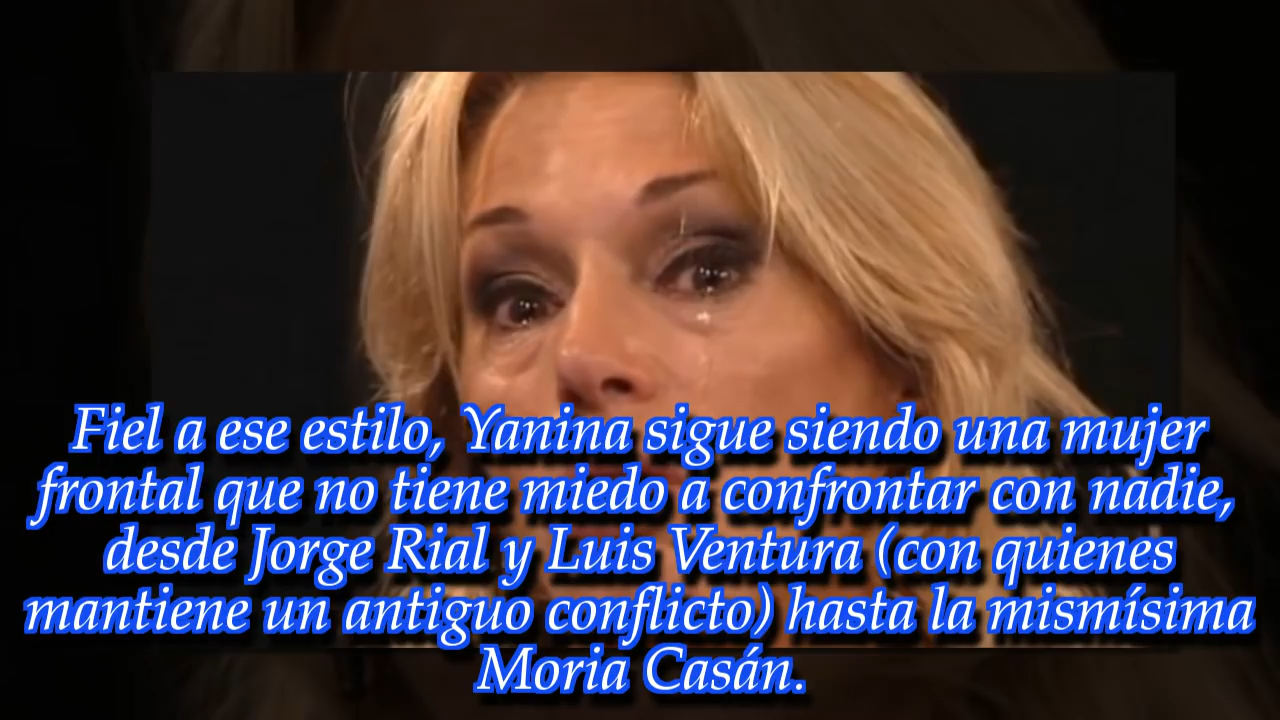 Fiel a ese estilo, Yanina sigue siendo una mujer
frontal que no tiene miedo a confrontar con nadie,
desde Jorge Rial y Luis Ventura (con quienes
mantiene un antiguo conflicto) hasta la mismísima
Moria Casán.